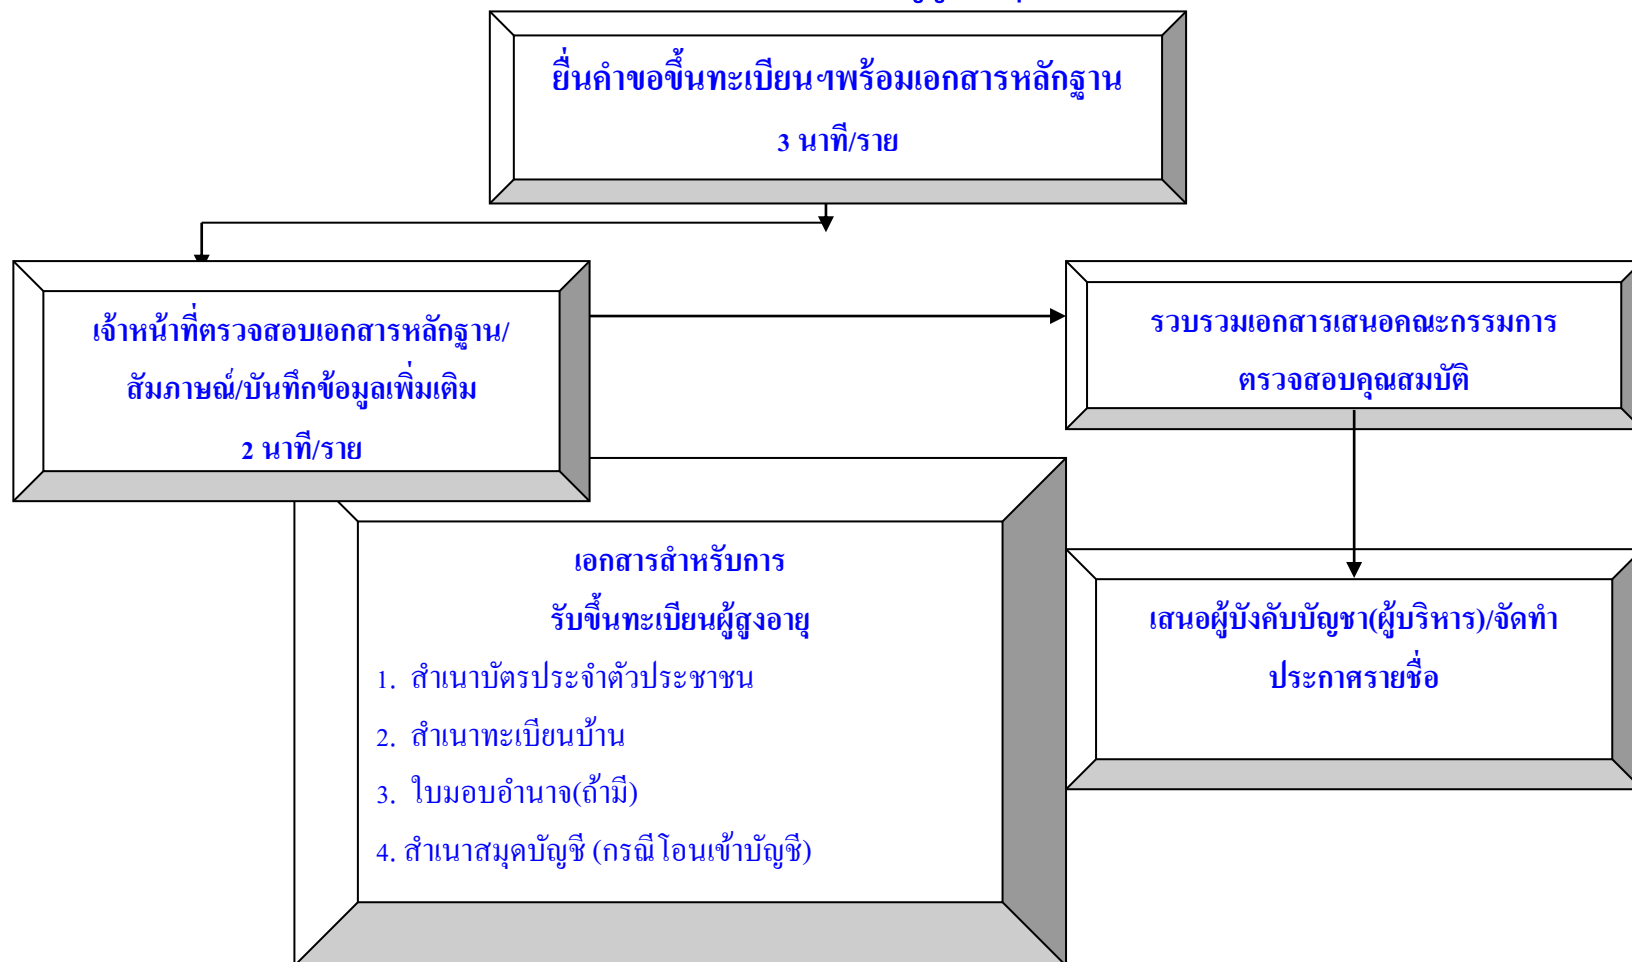 ยื่นคำขอขึ้นทะเบียนฯพร้อมเอกสารหลักฐาน
3 นาที/ราย
เจ้าหน้าที่ตรวจสอบเอกสารหลักฐาน/
สัมภาษณ์/บันทึกข้อมูลเพิ่มเติม
2 นาที/ราย
รวบรวมเอกสารเสนอคณะกรรมการ
ตรวจสอบคุณสมบัติ
เอกสารสำหรับการ
รับขึ้นทะเบียนผู้สูงอายุ
1. สำเนาบัตรประจำตัวประชาชน
2. สำเนาทะเบียนบ้าน
3. ใบมอบอำนาจ(ถ้ามี)
4. สำเนาสมุดบัญชี (กรณีโอนเข้าบัญชี)
เสนอผู้บังคับบัญชา(ผู้บริหาร)/จัดทำ
ประกาศรายชื่อ